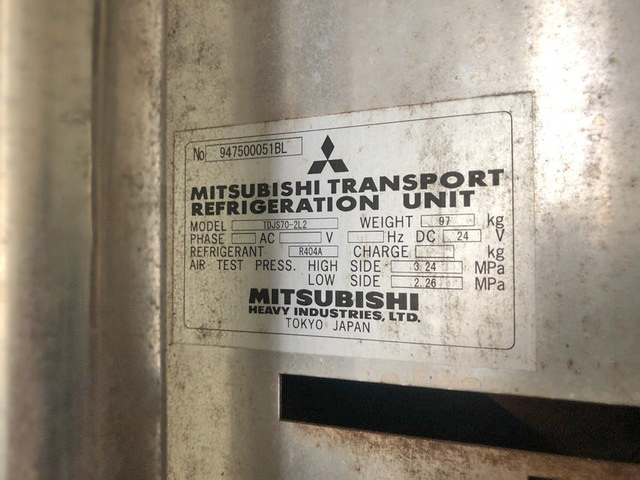 No 947500051BL
MITSUBISHI TRANSPORT
REFRIGERATION UNIT
MODEL TDJS70-2L2 WEIGHT 97 kg
PHASE AC V Hz DC 24 V
REFRIGERANT R404A CHARGE kg
AIR TEST PRESS. HIGH SIDE 3.24 MPa
LOW SIDE 2.26 MPa
MITSUBISHI
HEAVY INDUSTRIES, LTD.
TOKYO JAPAN